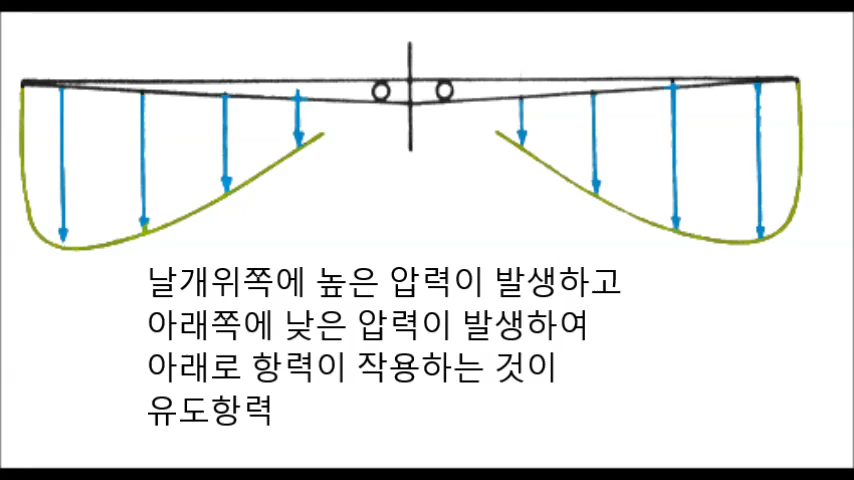 날개위쪽에 높은 압력이 발생하고
아래쪽에 낮은 압력이 발생하여
아래로 항력이 작용하는 것이
유도항력